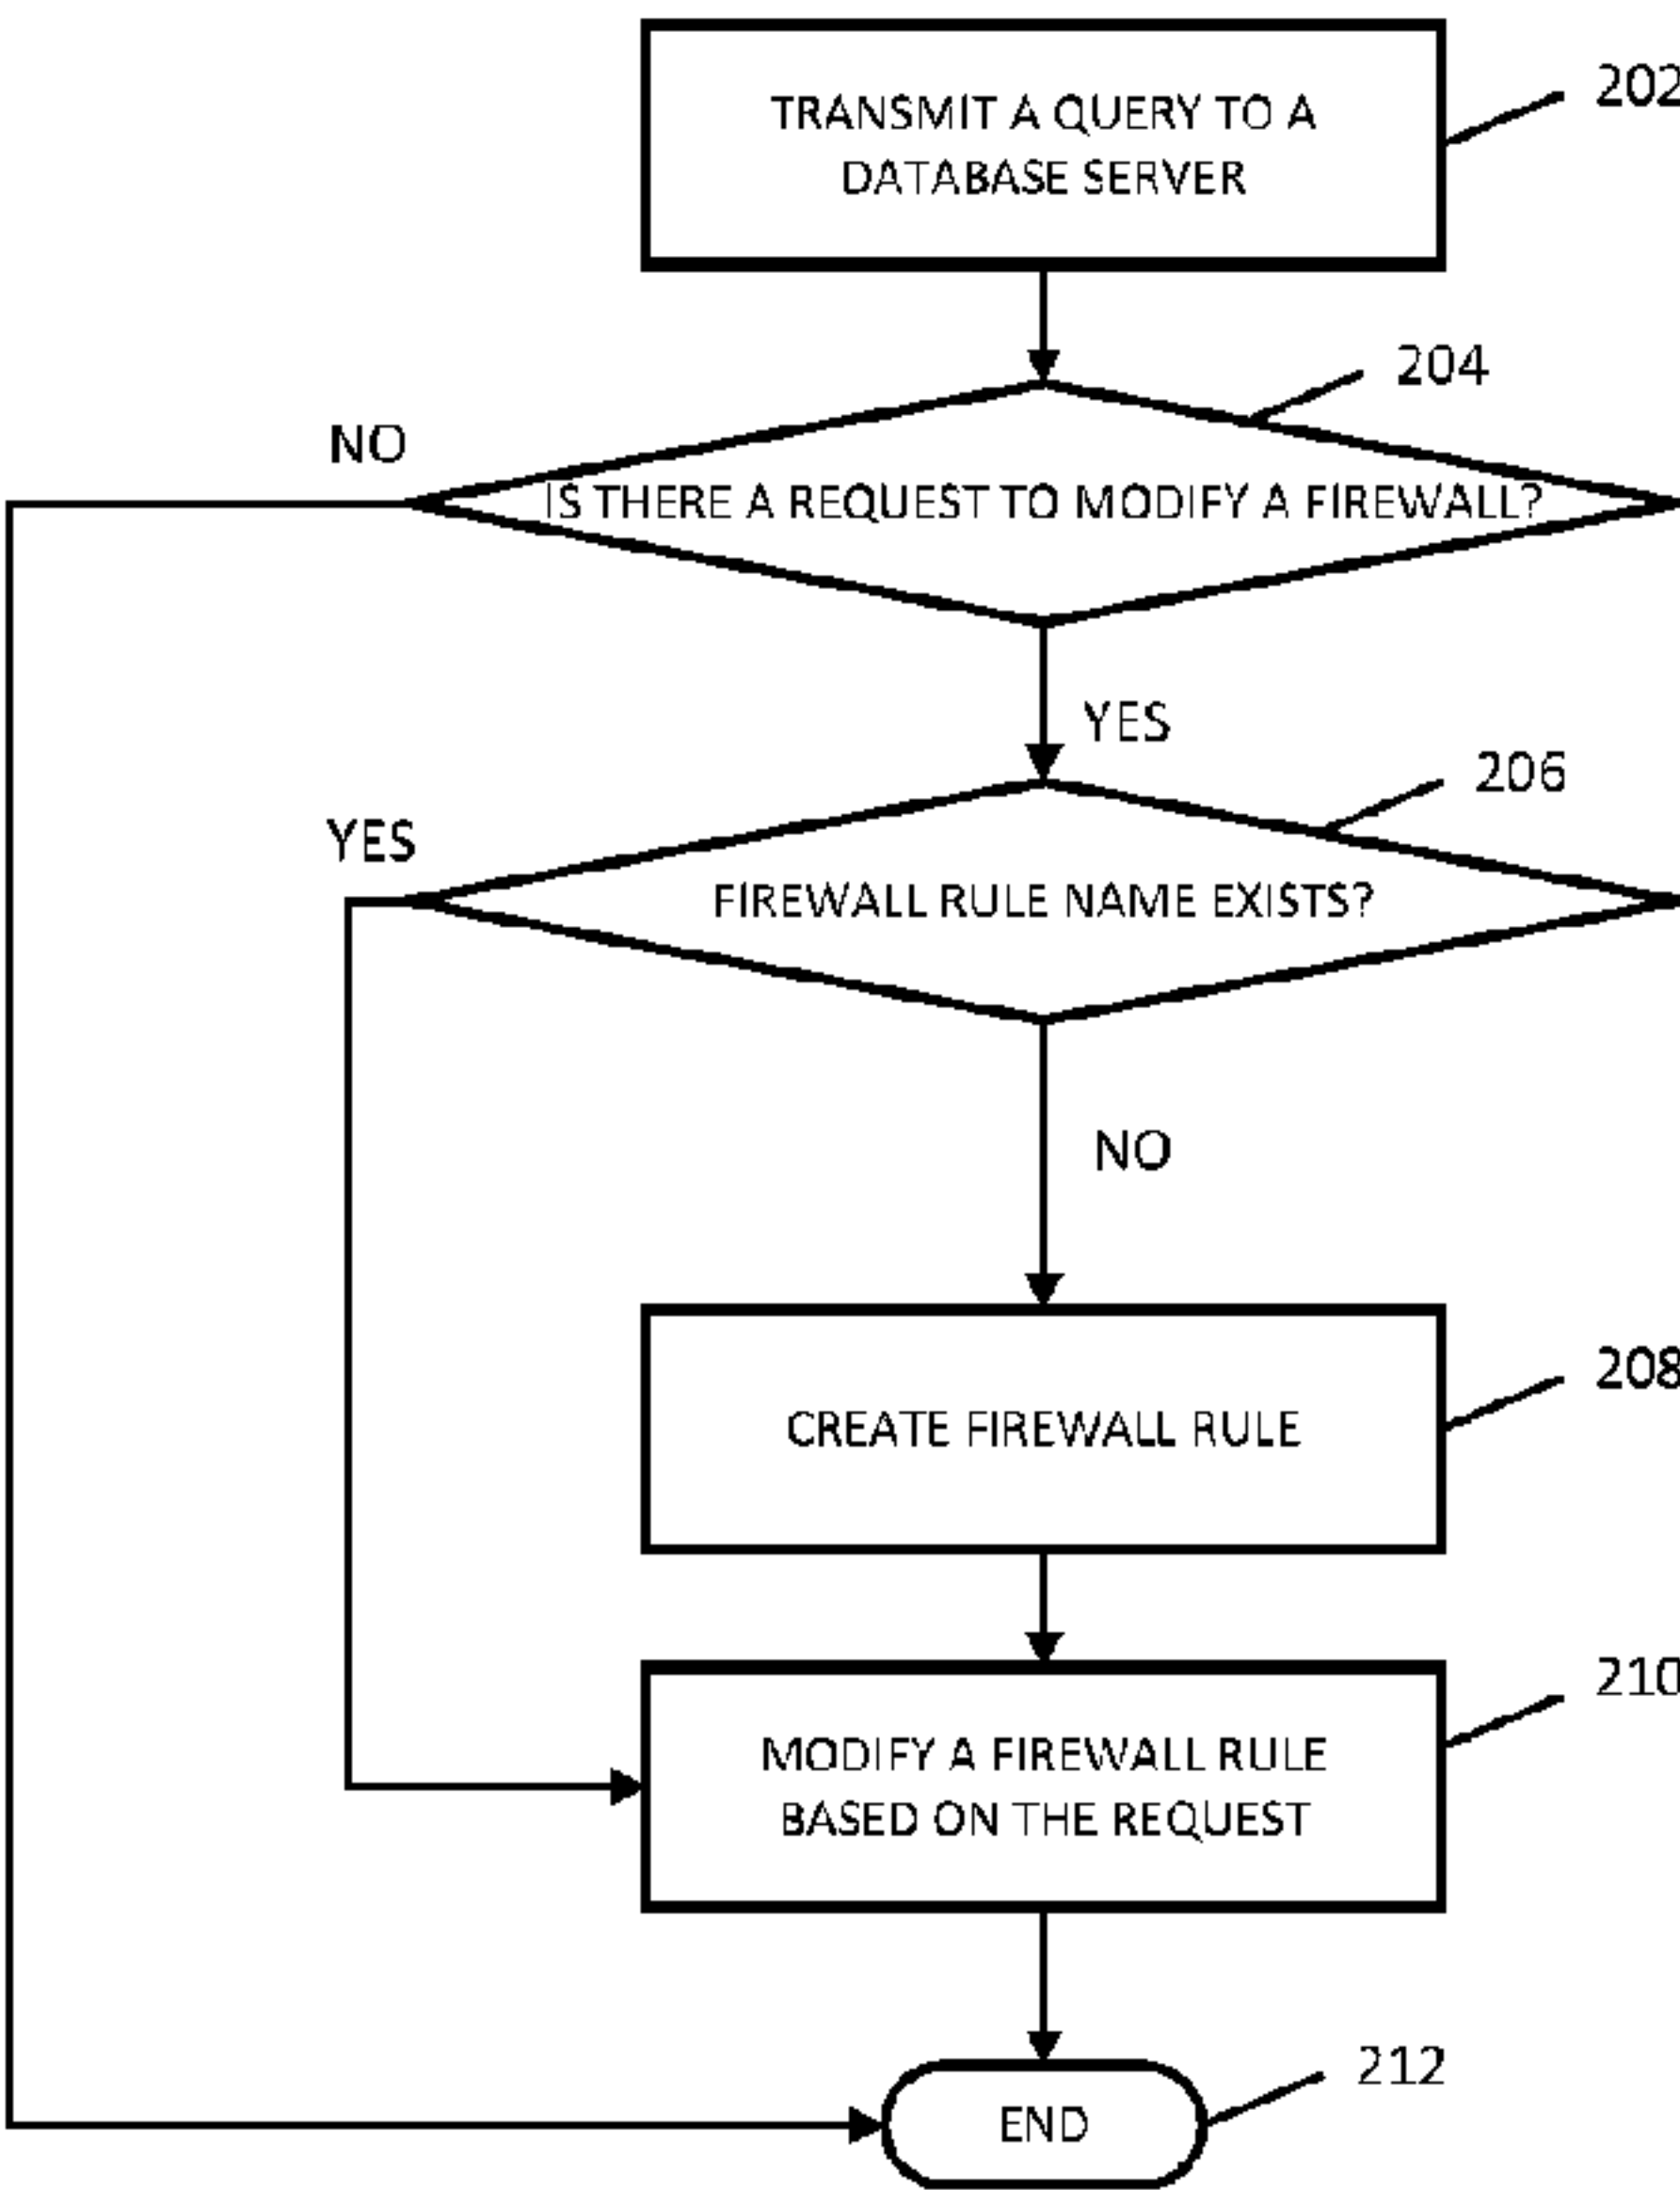 TRANSMIT A QUERY TO A
DATABASE SERVER
202
204
NO
IS THERE A REQUEST TO MODIFY A FIREWALL?
YES
206
YES
FIREWALL RULE NAME EXISTS?
NO
208
CREATE FIREWALL RULE
210
MODIFY A FIREWALL RULE
BASED ON THE REQUEST
212
END